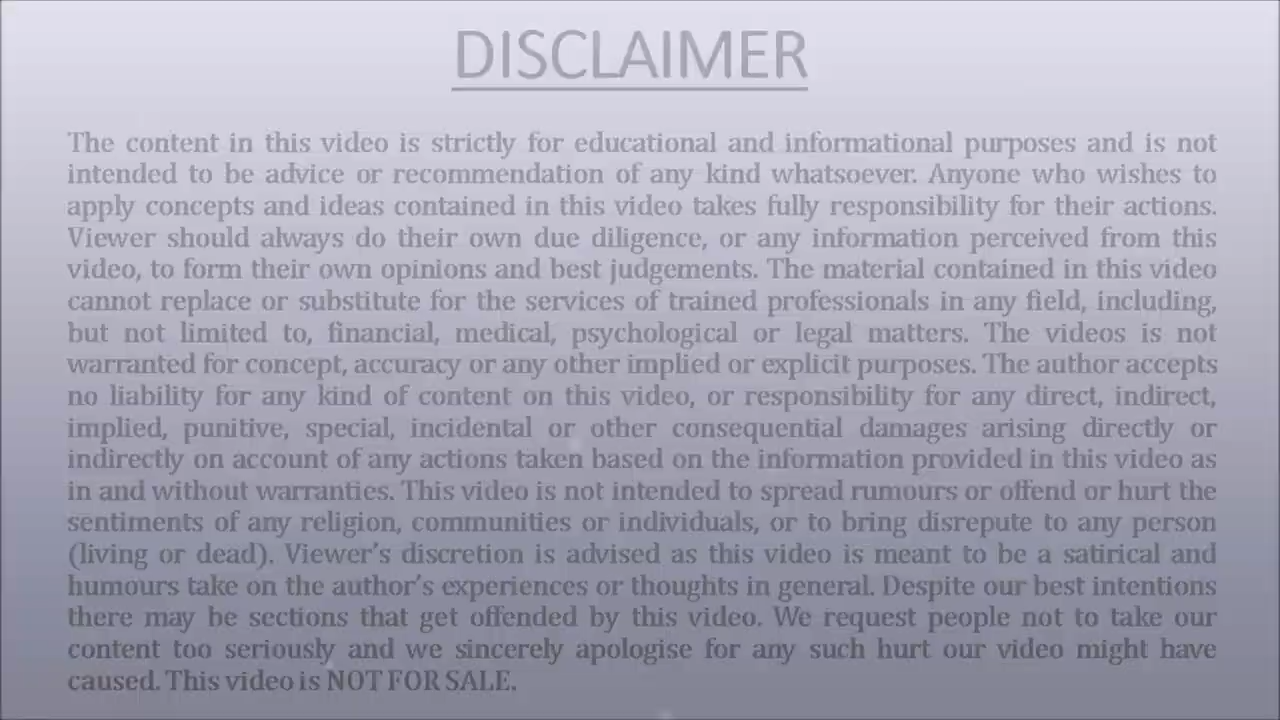 DISCLAIMER
The content in this video is strictly for educational and informational purposes and is not
intended to be advice or recommendation of any kind whatsoever. Anyone who wishes to
apply concepts and ideas contained in this video takes fully responsibility for their actions.
Viewer should always do their own due diligence, or any information perceived from this
video, to form their own opinions and best judgements. The material contained in this video
cannot replace or substitute for the services of trained professionals in any field, including,
but not limited to, financial, medical, psychological or legal matters. The videos is not
warranted for concept, accuracy or any other implied or explicit purposes. The author accepts
no liability for any kind of content on this video, or responsibility for any direct, indirect,
implied, punitive, special, incidental or other consequential damages arising directly or
indirectly on account of any actions taken based on the information provided in this video as
in and without warranties. This video is not intended to spread rumours or offend or hurt the
sentiments of any religion, communities or individuals, or to bring disrepute to any person
(living or dead). Viewer’s discretion is advised as this video is meant to be a satirical and
humours take on the author’s experiences or thoughts in general. Despite our best intentions
there may be sections that get offended by this video. We request people not to take our
content too seriously and we sincerely apologise for any such hurt our video might have
caused. This video is NOT FOR SALE.